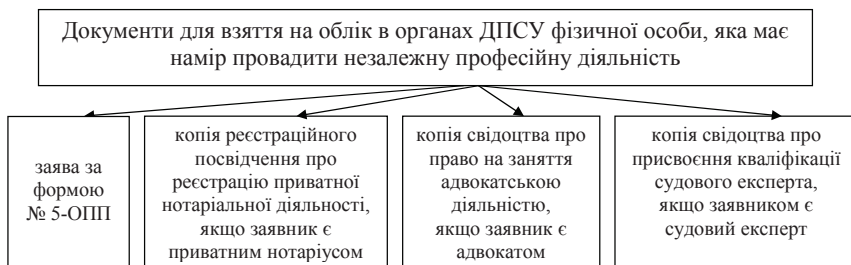 Документи для взяття на облік в органах ДПСУ фізичної особи, яка має
намір провадити незалежну професійну діяльність
заява за
формою
№ 5-ОПП
копія реєстраційного
посвідчення про
реєстрацію приватної
нотаріальної діяльності,
якщо заявник є
приватним нотаріусом
копія свідоцтва про
право на заняття
адвокатською
діяльністю,
якщо заявник є
адвокатом
копія свідоцтва про
присвоєння кваліфікації
судового експерта,
якщо заявником є
судовий експерт